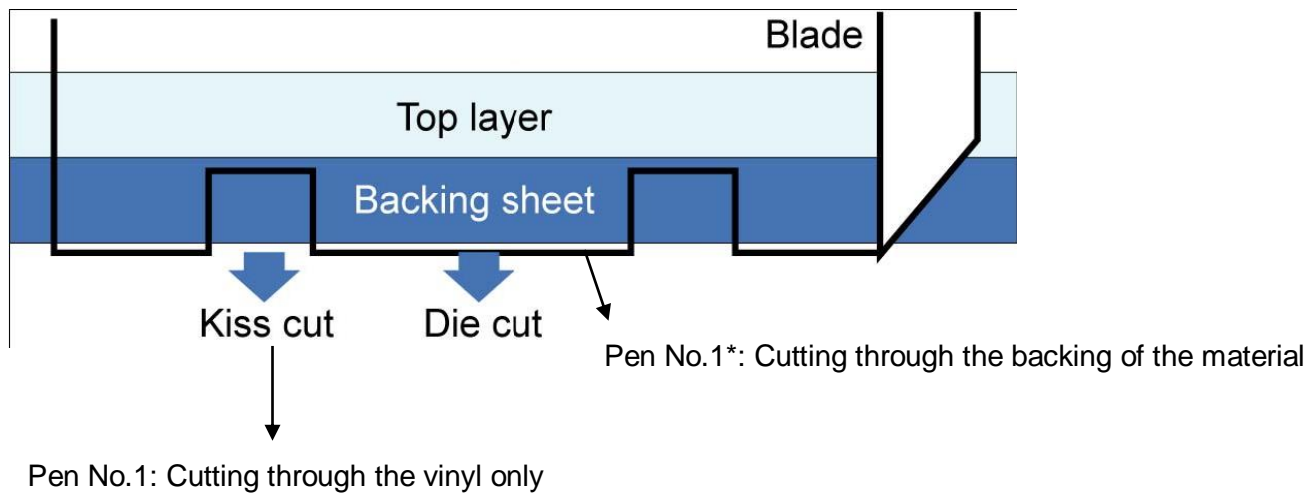 Blade
Top layer
Backing sheet
Kiss cut
Die cut
Pen No.1*: Cutting through the backing of the material
Pen No.1: Cutting through the vinyl only